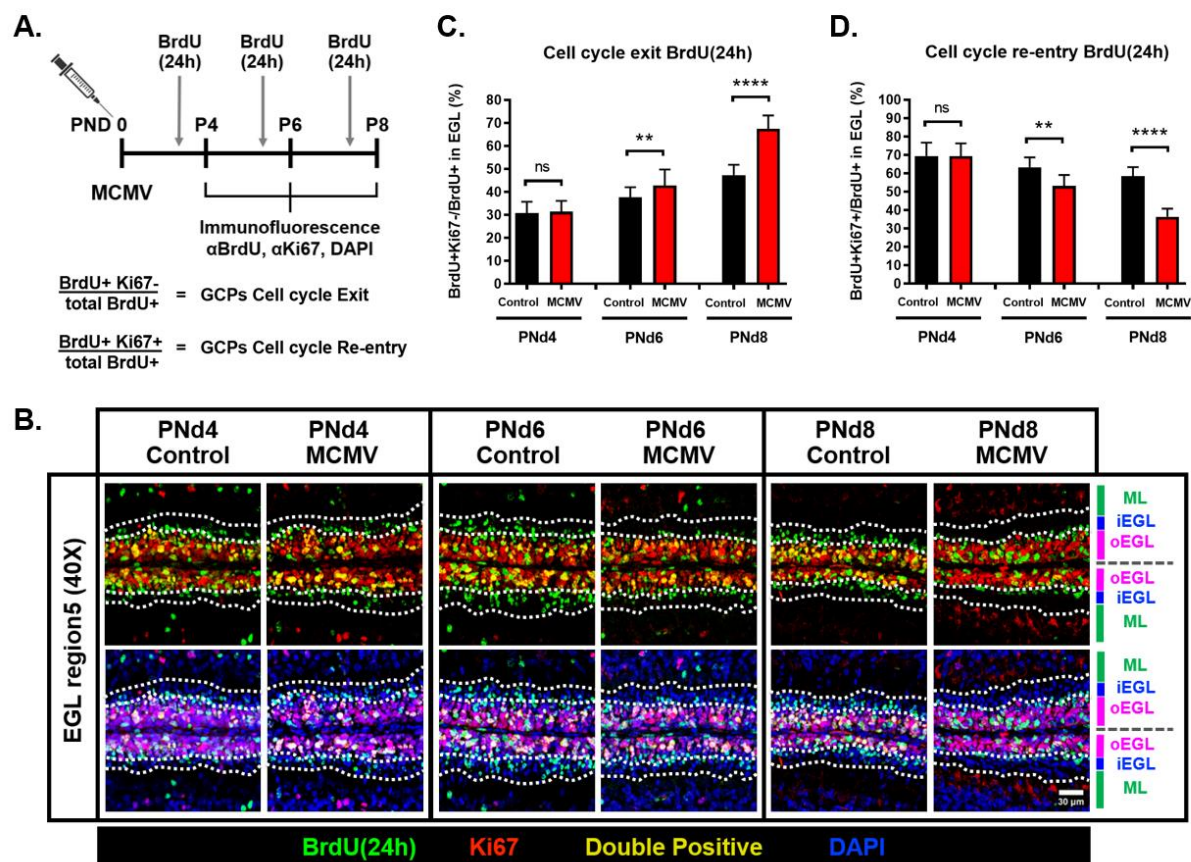 A.
BrdU
(24h)
BrdU
(24h)
BrdU
(24h)
PND 0
P4
P6
P8
MCMV
Immunofluorescence
αBrdU, αKi67, DAPI
BrdU+ Ki67-
total BrdU+
= GCPs Cell cycle Exit
BrdU+ Ki67+
total BrdU+
= GCPs Cell cycle Re-entry
C.
Cell cycle exit BrdU(24h)
BrdU+Ki67-/BrdU+ in EGL (%)
80
70
60
50
40
30
20
10
0
ns
**
****
Control MCMV Control MCMV Control MCMV
PNd4 PNd6 PNd8
D.
Cell cycle re-entry BrdU(24h)
BrdU+Ki67+/BrdU+ in EGL (%)
100
90
80
70
60
50
40
30
20
10
0
ns
**
****
Control MCMV Control MCMV Control MCMV
PNd4 PNd6 PNd8
B.
PNd4
Control
PNd4
MCMV
PNd6
Control
PNd6
MCMV
PNd8
Control
PNd8
MCMV
EGL region5 (40X)
ML
iEGL
oEGL
oEGL
iEGL
ML
ML
iEGL
oEGL
oEGL
iEGL
ML
30 μm
BrdU(24h) Ki67 Double Positive DAPI